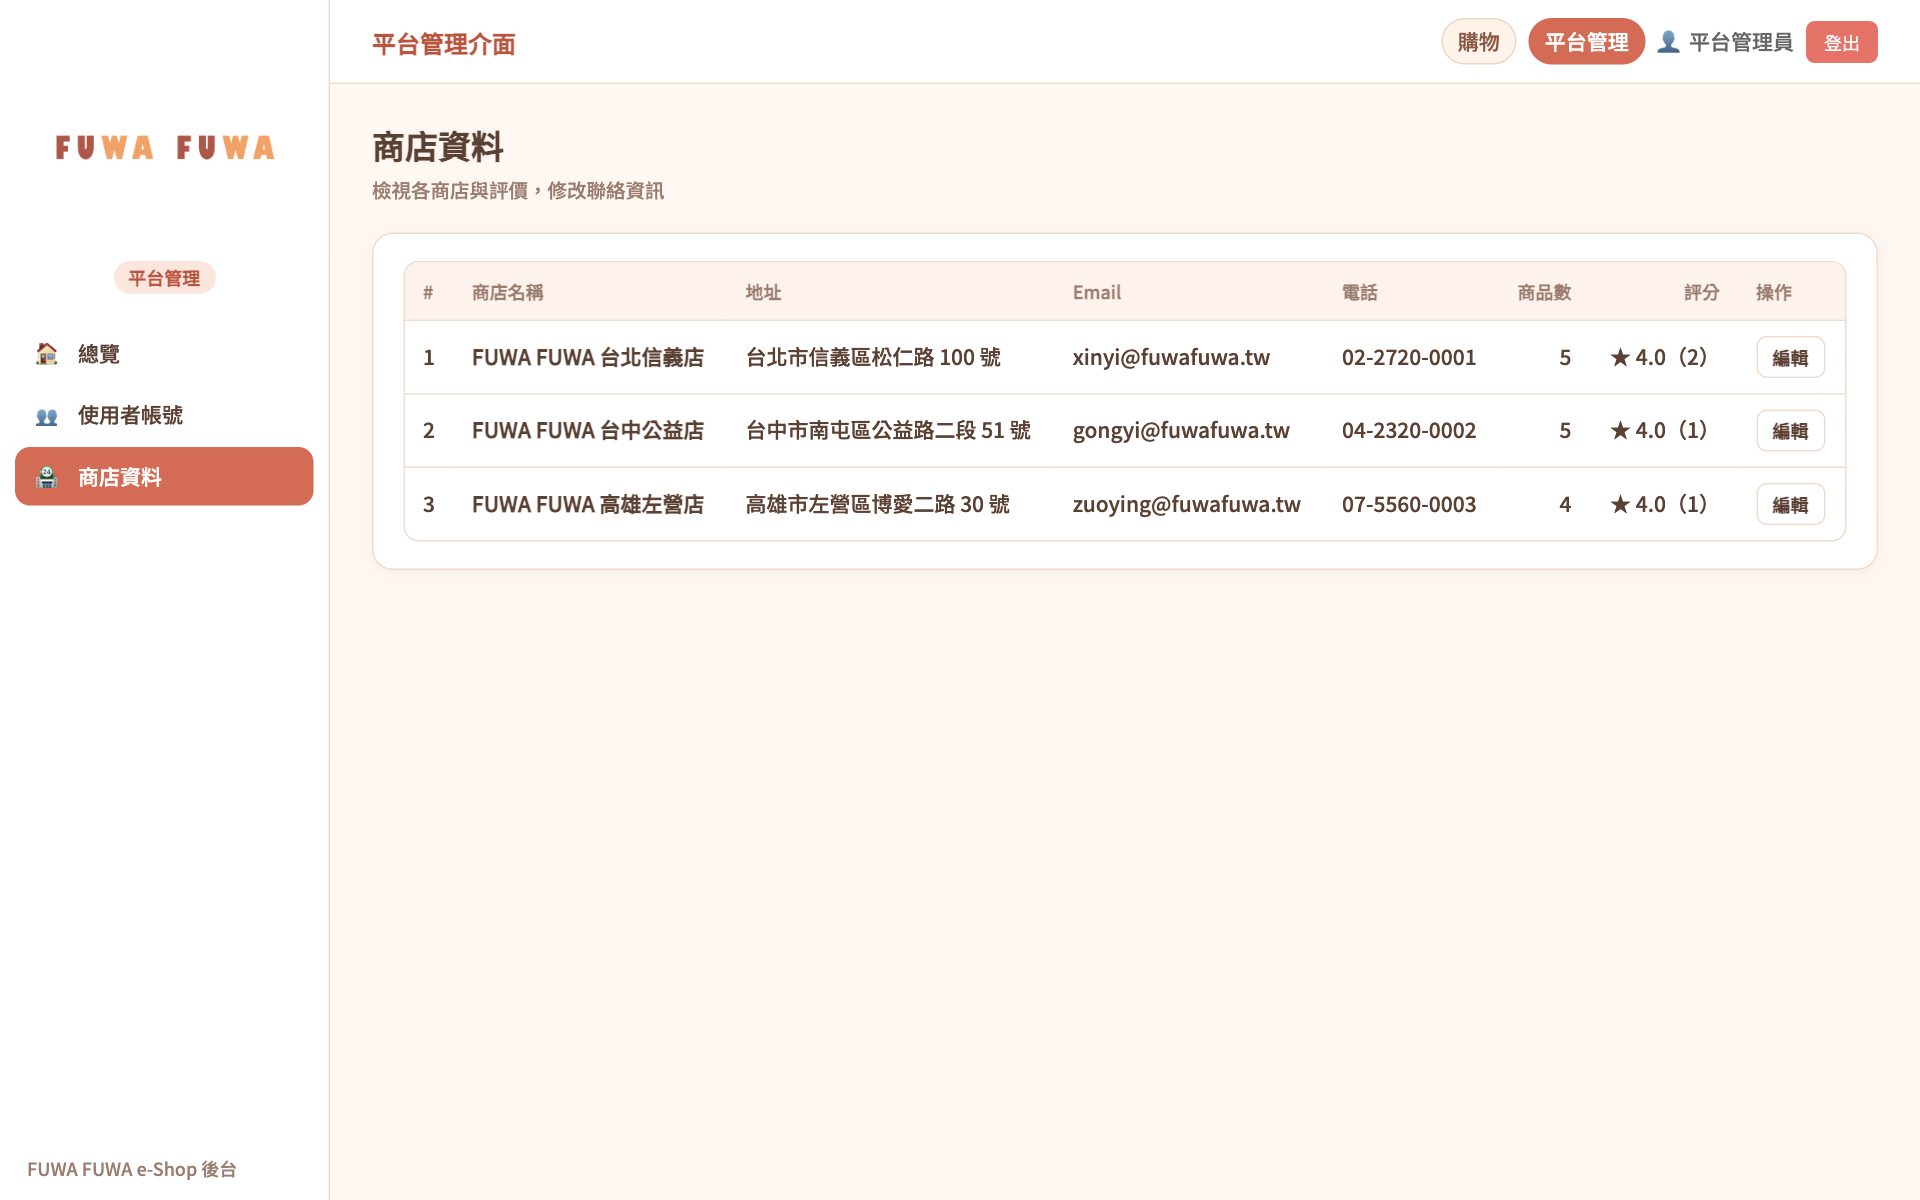 平台管理介面
購物
平台管理
平台管理員
登出
FUWA FUWA
平台管理
總覽
使用者帳號
商店資料
FUWA FUWA e-Shop 後台
商店資料
檢視各商店與評價，修改聯絡資訊
# 商店名稱 地址 Email 電話 商品數 評分 操作
1 FUWA FUWA 台北信義店 台北市信義區松仁路 100 號 xinyi@fuwafuwa.tw 02-2720-0001 5 ★ 4.0（2） 編輯
2 FUWA FUWA 台中公益店 台中市南屯區公益路二段 51 號 gongyi@fuwafuwa.tw 04-2320-0002 5 ★ 4.0（1） 編輯
3 FUWA FUWA 高雄左營店 高雄市左營區博愛二路 30 號 zuoying@fuwafuwa.tw 07-5560-0003 4 ★ 4.0（1） 編輯